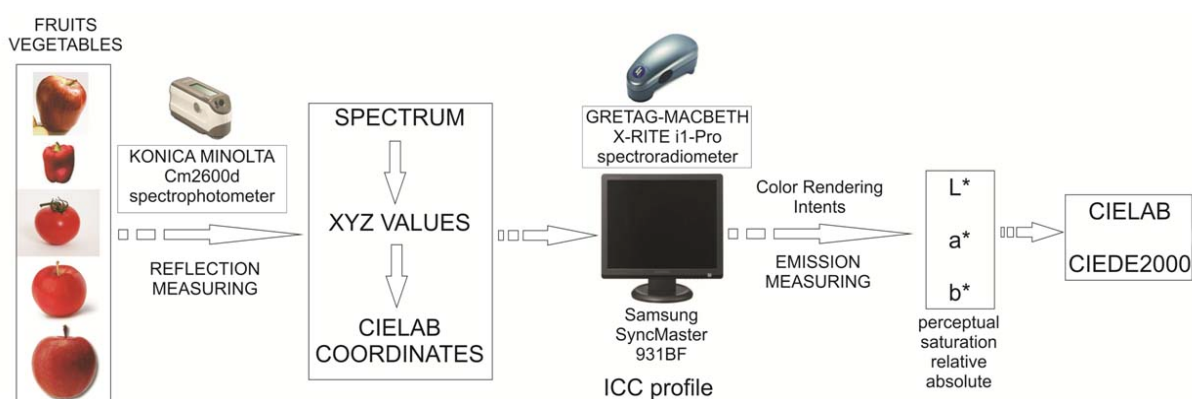 FRUITS
VEGETABLES
KONICA MINOLTA
Cm2600d
spectrophotometer
REFLECTION
MEASURING
SPECTRUM
XYZ VALUES
CIELAB
COORDINATES
GRETAG-MACBETH
X-RITE i1-Pro
spectroradiometer
Samsung
SyncMaster
931BF
ICC profile
Color Rendering
Intents
EMISSION
MEASURING
L*
a*
b*
perceptual
saturation
relative
absolute
CIELAB
CIEDE2000